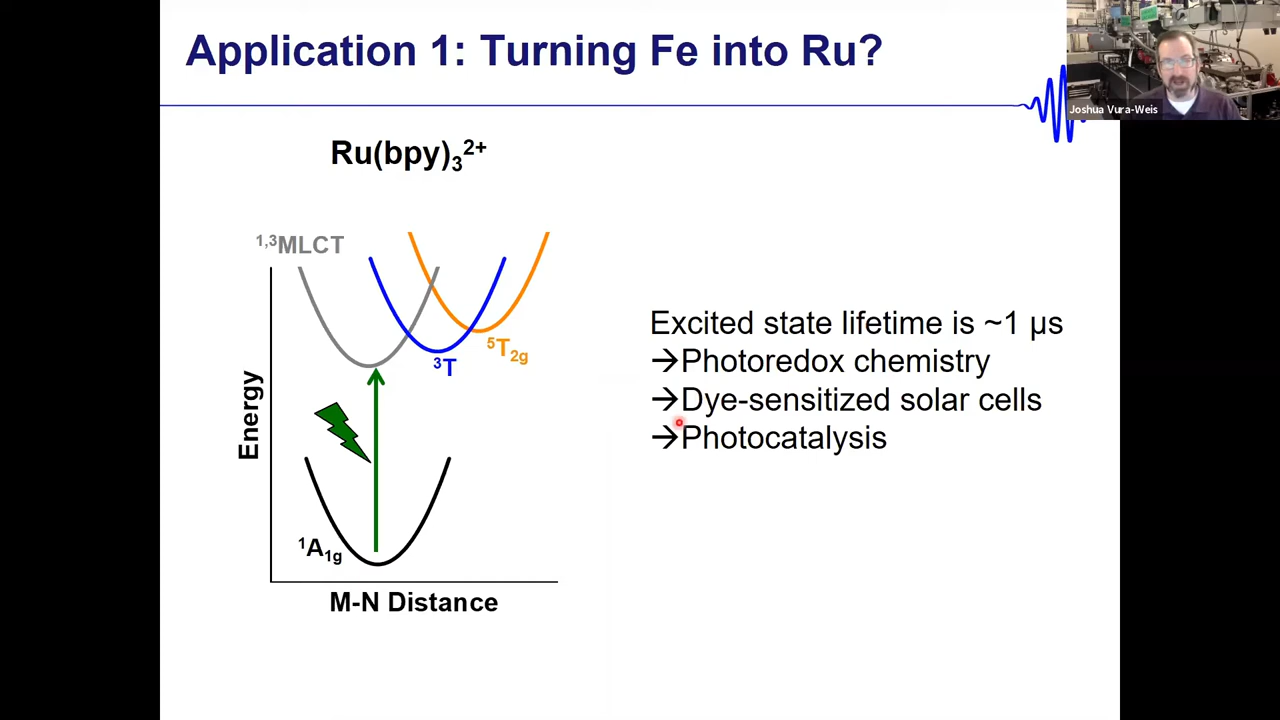 Application 1: Turning Fe into Ru?
Joshua Vura-Weis
Ru(bpy)₃²⁺
¹,³MLCT
³T
⁵T₂g
Energy
¹A₁g
M-N Distance
Excited state lifetime is ~1 µs
→Photoredox chemistry
→Dye-sensitized solar cells
→Photocatalysis